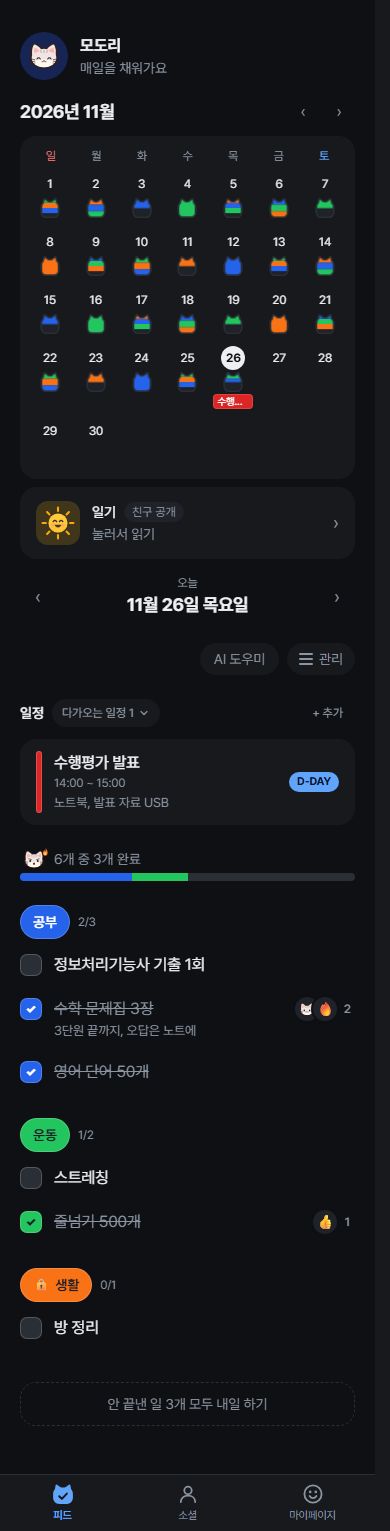 모도리
매일을 채워가요
2026년 11월
‹ ›
일 월 화 수 목 금 토
1 2 3 4 5 6 7
8 9 10 11 12 13 14
15 16 17 18 19 20 21
22 23 24 25 26 27 28
수행...
29 30
일기 친구 공개
눌러서 읽기
오늘
11월 26일 목요일
AI 도우미 관리
일정 다가오는 일정 1 + 추가
수행평가 발표
14:00 ~ 15:00
노트북, 발표 자료 USB
D-DAY
6개 중 3개 완료
공부 2/3
정보처리기능사 기출 1회
수학 문제집 3장 2
3단원 끝까지, 오답은 노트에
영어 단어 50개
운동 1/2
스트레칭
줄넘기 500개 1
생활 0/1
방 정리
안 끝낸 일 3개 모두 내일 하기
피드 소셜 마이페이지